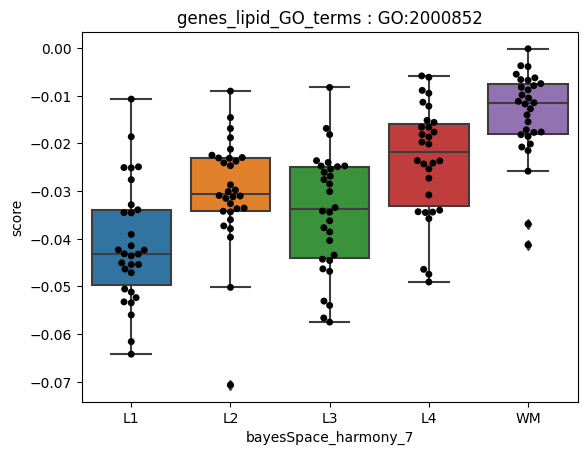 genes_lipid_GO_terms : GO:2000852
0.00
−0.01
−0.02
−0.03
−0.04
−0.05
−0.06
−0.07
score
L1 L2 L3 L4 WM
bayesSpace_harmony_7